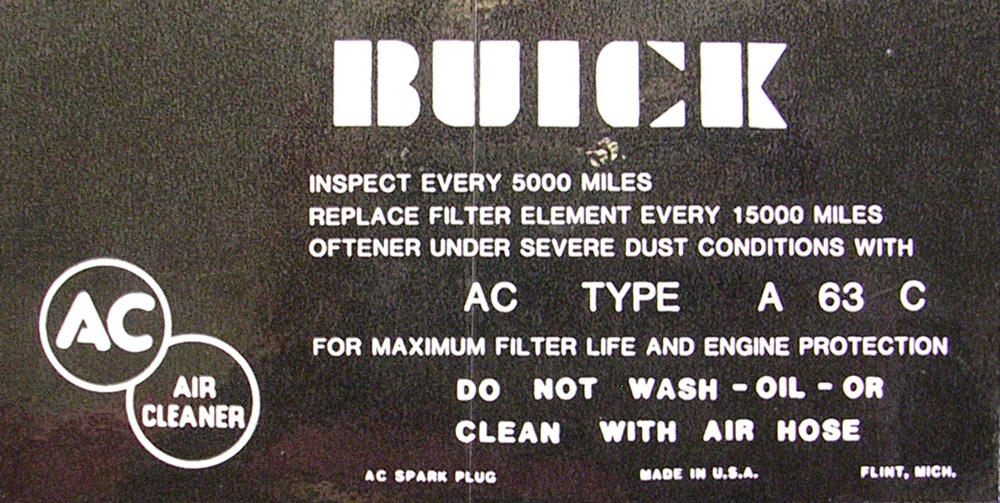 BUICK
INSPECT EVERY 5000 MILES
REPLACE FILTER ELEMENT EVERY 15000 MILES
OFTENER UNDER SEVERE DUST CONDITIONS WITH
AC TYPE A 63 C
FOR MAXIMUM FILTER LIFE AND ENGINE PROTECTION
DO NOT WASH - OIL - OR
CLEAN WITH AIR HOSE
AC
AIR
CLEANER
AC SPARK PLUG MADE IN U.S.A. FLINT, MICH.